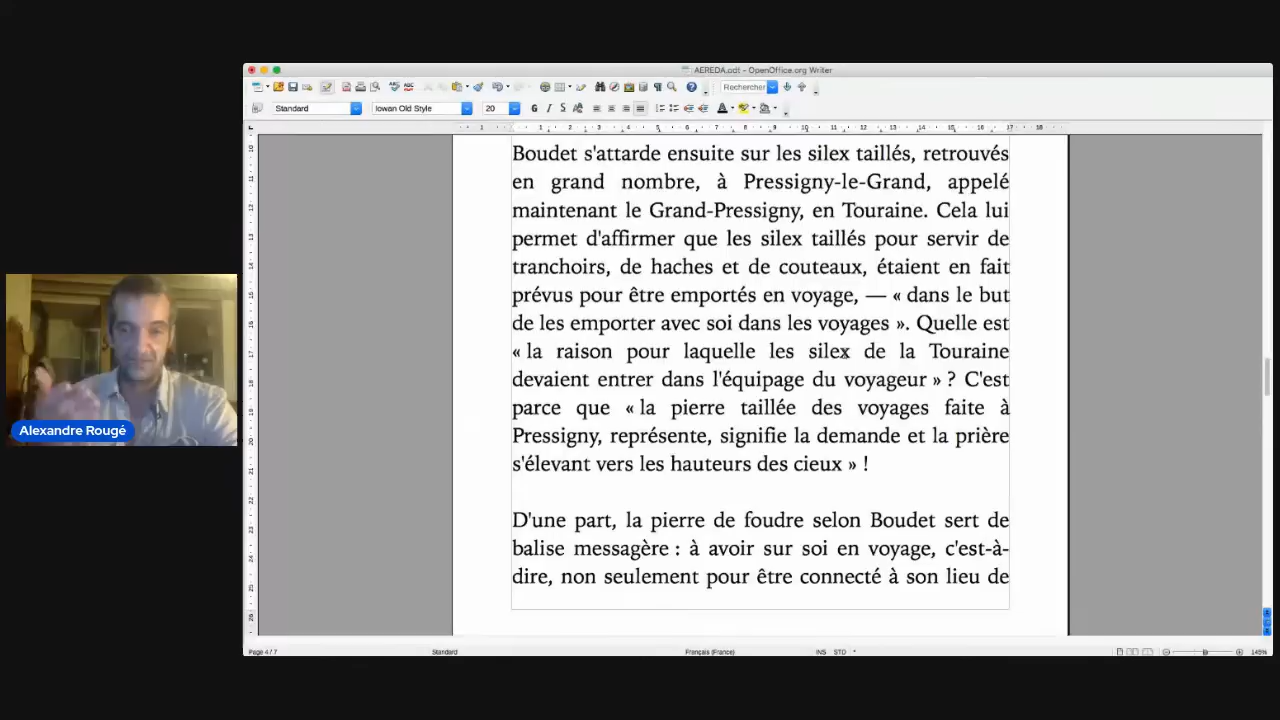 AEREDA.odt - OpenOffice.org Writer
Rechercher
Standard
Iowan Old Style
20
Boudet s'attarde ensuite sur les silex taillés, retrouvés
en grand nombre, à Pressigny-le-Grand, appelé
maintenant le Grand-Pressigny, en Touraine. Cela lui
permet d'affirmer que les silex taillés pour servir de
tranchoirs, de haches et de couteaux, étaient en fait
prévus pour être emportés en voyage, — « dans le but
de les emporter avec soi dans les voyages ». Quelle est
« la raison pour laquelle les silex de la Touraine
devaient entrer dans l'équipage du voyageur » ? C'est
parce que « la pierre taillée des voyages faite à
Pressigny, représente, signifie la demande et la prière
s'élevant vers les hauteurs des cieux » !
D'une part, la pierre de foudre selon Boudet sert de
balise messagère : à avoir sur soi en voyage, c'est-à-
dire, non seulement pour être connecté à son lieu de
Alexandre Rougé
Page 4 / 7
Standard
Français (France)
INS
STD
*
145%